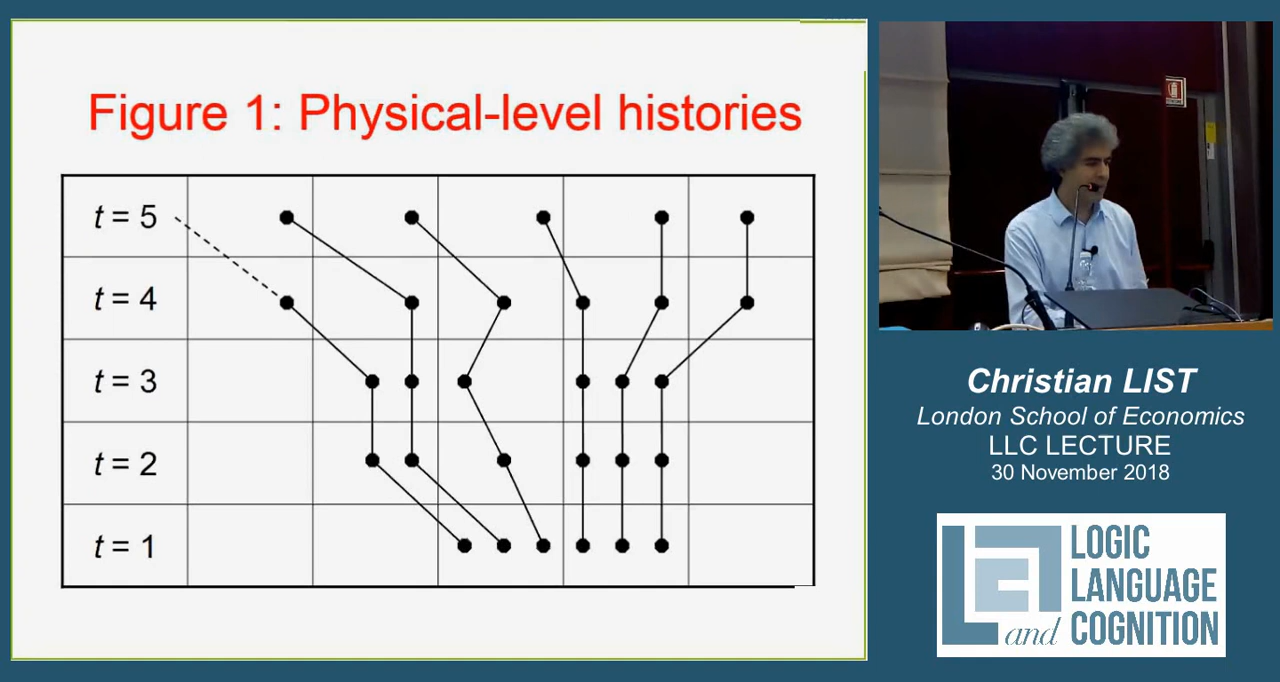 Figure 1: Physical-level histories
t = 5
t = 4
t = 3
t = 2
t = 1
Christian LIST
London School of Economics
LLC LECTURE
30 November 2018
LOGIC
LANGUAGE
and COGNITION